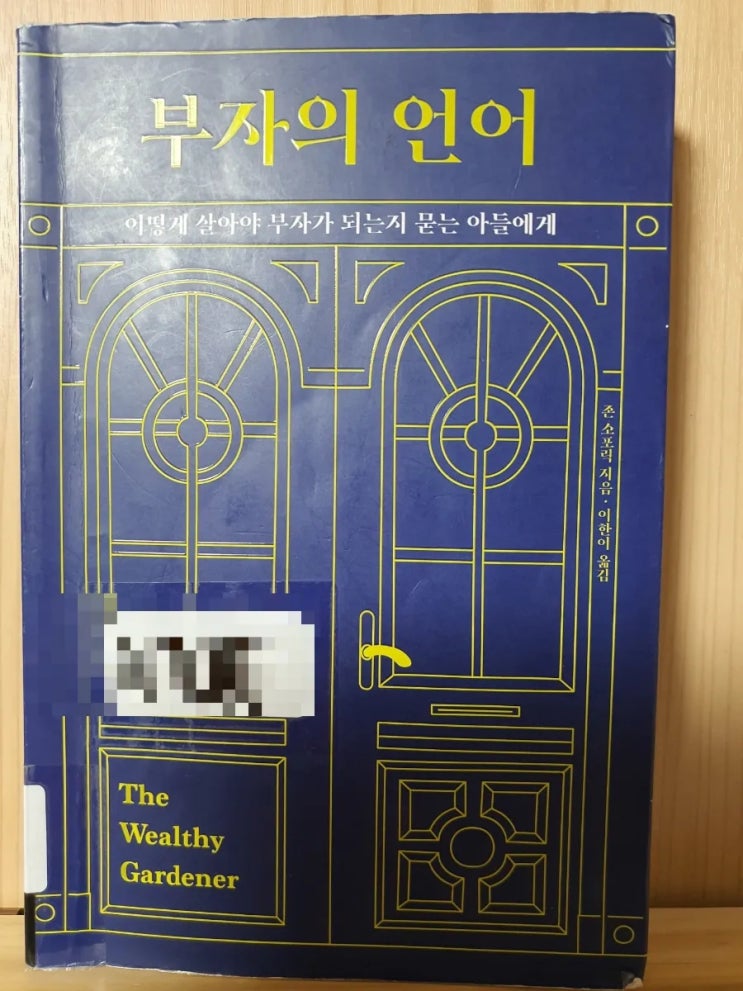 부자의 언어
어떻게 살아야 부자가 되는지 묻는 아들에게
존 소포릭 지음 · 이한이 옮김
The
Wealthy
Gardener